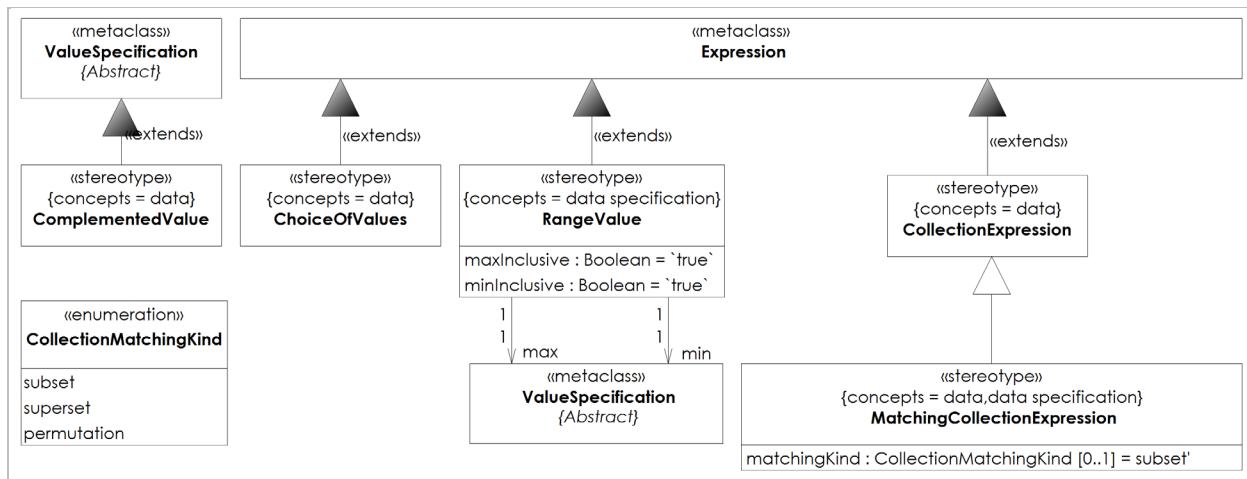 «metaclass»
ValueSpecification
{Abstract}
«metaclass»
Expression
«extends»
«extends»
«extends»
«extends»
«stereotype»
{concepts = data}
ComplementedValue
«stereotype»
{concepts = data}
ChoiceOfValues
«stereotype»
{concepts = data specification}
RangeValue
maxInclusive : Boolean = `true`
minInclusive : Boolean = `true`
«stereotype»
{concepts = data}
CollectionExpression
«enumeration»
CollectionMatchingKind
subset
superset
permutation
1
1
max
1
1
min
«metaclass»
ValueSpecification
{Abstract}
«stereotype»
{concepts = data,data specification}
MatchingCollectionExpression
matchingKind : CollectionMatchingKind [0..1] = subset'